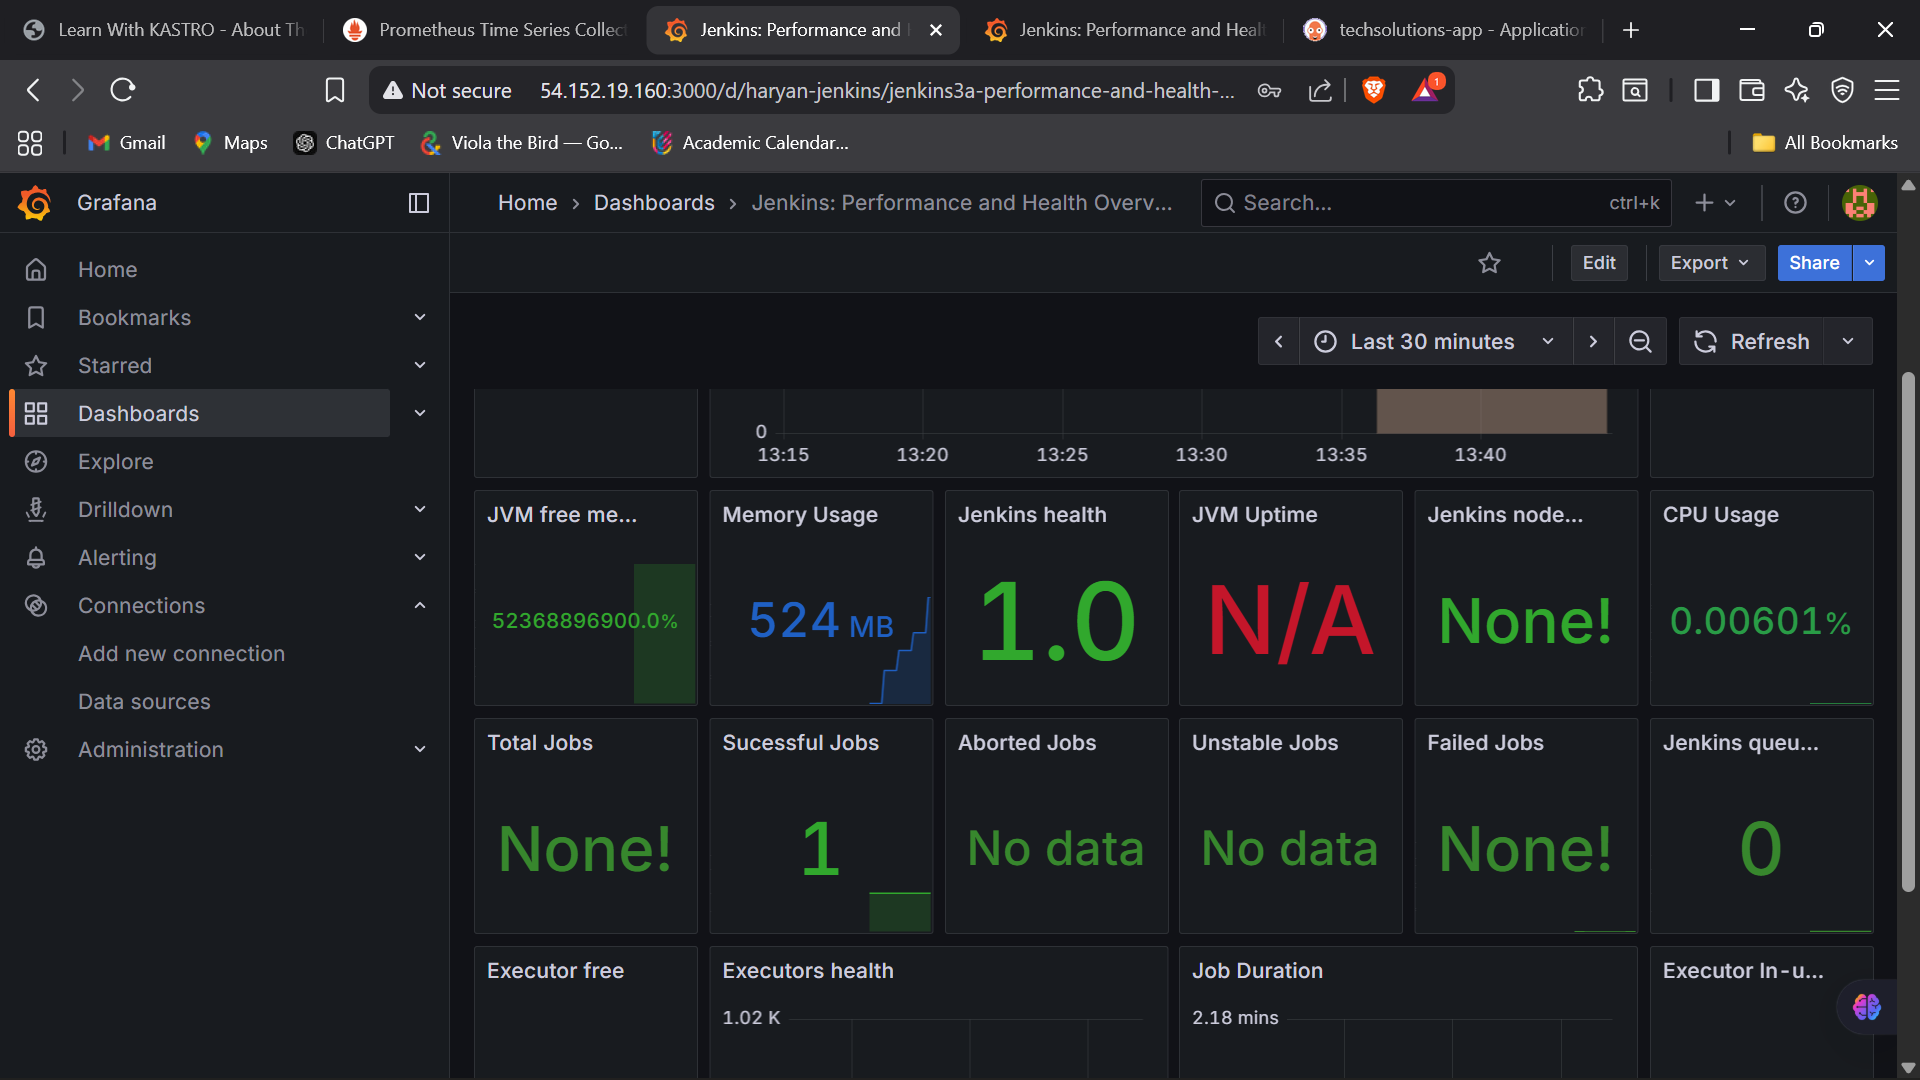 Learn With KASTRO - About Th
Prometheus Time Series Collect
Jenkins: Performance and
Jenkins: Performance and Heal
techsolutions-app - Application
Not secure
54.152.19.160:3000/d/haryan-jenkins/jenkins3a-performance-and-health-...
1
Gmail
Maps
ChatGPT
Viola the Bird — Go...
Academic Calendar...
All Bookmarks
Grafana
Home › Dashboards › Jenkins: Performance and Health Overv...
Search...
ctrl+k
Edit
Export
Share
Home
Bookmarks
Starred
Dashboards
Explore
Drilldown
Alerting
Connections
Add new connection
Data sources
Administration
Last 30 minutes
Refresh
0
13:15 13:20 13:25 13:30 13:35 13:40
JVM free me...
52368896900.0%
Memory Usage
524 MB
Jenkins health
1.0
JVM Uptime
N/A
Jenkins node...
None!
CPU Usage
0.00601%
Total Jobs
None!
Sucessful Jobs
1
Aborted Jobs
No data
Unstable Jobs
No data
Failed Jobs
None!
Jenkins queu...
0
Executor free
Executors health
1.02 K
Job Duration
2.18 mins
Executor In-u...